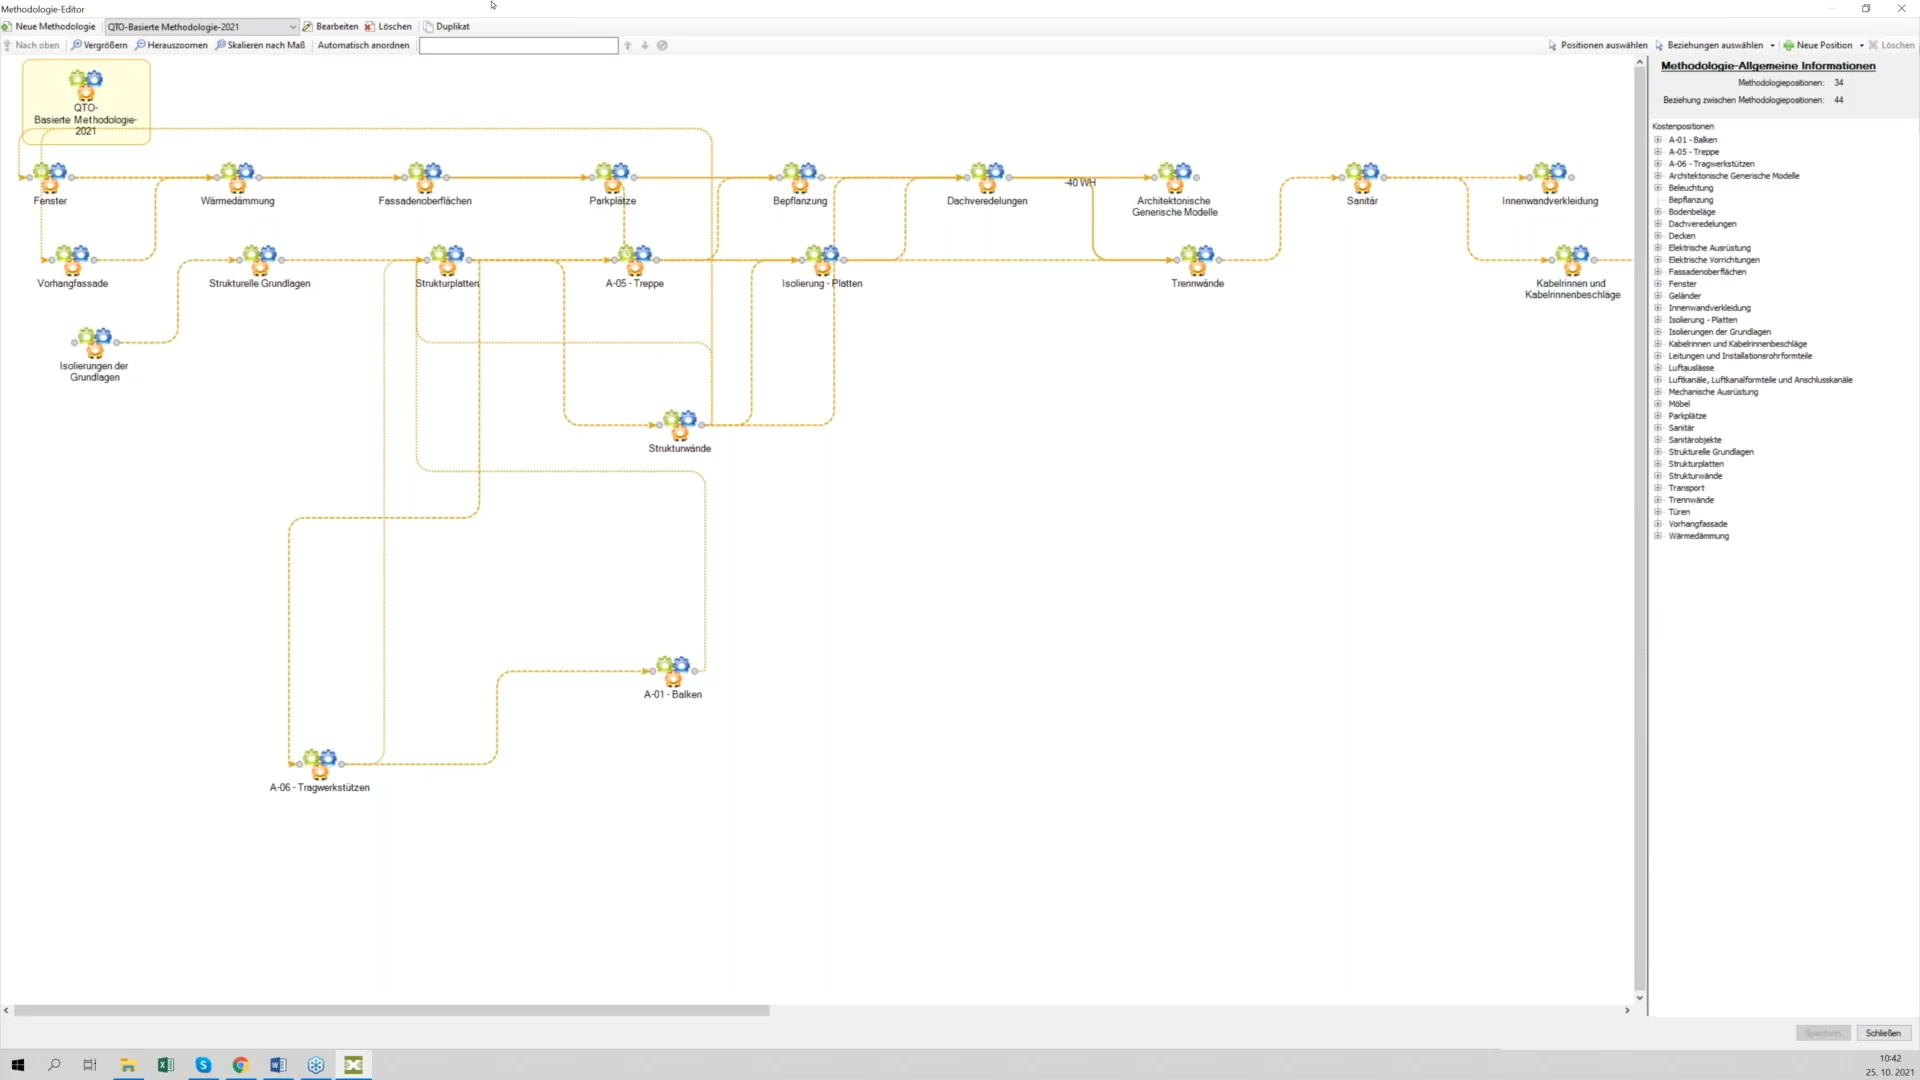 Methodologie-Editor
Neue Methodologie
QTO-Basierte Methodologie-2021
Bearbeiten
Löschen
Duplikat
Nach oben
Vergrößern
Herauszoomen
Skalieren nach Maß
Automatisch anordnen
Positionen auswählen
Beziehungen auswählen
Neue Position
Löschen
QTO-
Basierte Methodologie-
2021
Fenster
Wärmedämmung
Fassadenoberflächen
Parkplätze
Bepflanzung
Dachveredelungen
-40 WH
Architektonische
Generische Modelle
Sanitär
Innenwandverkleidung
Vorhangfassade
Strukturelle Grundlagen
Strukturplatten
A-05 - Treppe
Isolierung - Platten
Trennwände
Kabelrinnen und
Kabelrinnenbeschläge
Isolierungen der
Grundlagen
Strukturwände
A-01 - Balken
A-06 - Tragwerkstützen
Methodologie-Allgemeine Informationen
Methodologiepositionen: 34
Beziehung zwischen Methodologiepositionen: 44
Kostenpositionen
A-01 - Balken
A-05 - Treppe
A-06 - Tragwerkstützen
Architektonische Generische Modelle
Beleuchtung
Bepflanzung
Bodenbeläge
Dachveredelungen
Decken
Elektrische Ausrüstung
Elektrische Vorrichtungen
Fassadenoberflächen
Fenster
Geländer
Innenwandverkleidung
Isolierung - Platten
Isolierungen der Grundlagen
Kabelrinnen und Kabelrinnenbeschläge
Leitungen und Installationsrohrformteile
Luftauslässe
Luftkanäle, Luftkanalformteile und Anschlusskanäle
Mechanische Ausrüstung
Möbel
Parkplätze
Sanitär
Sanitärobjekte
Strukturelle Grundlagen
Strukturplatten
Strukturwände
Transport
Trennwände
Türen
Vorhangfassade
Wärmedämmung
Speichern
Schließen
10:42
25. 10. 2021